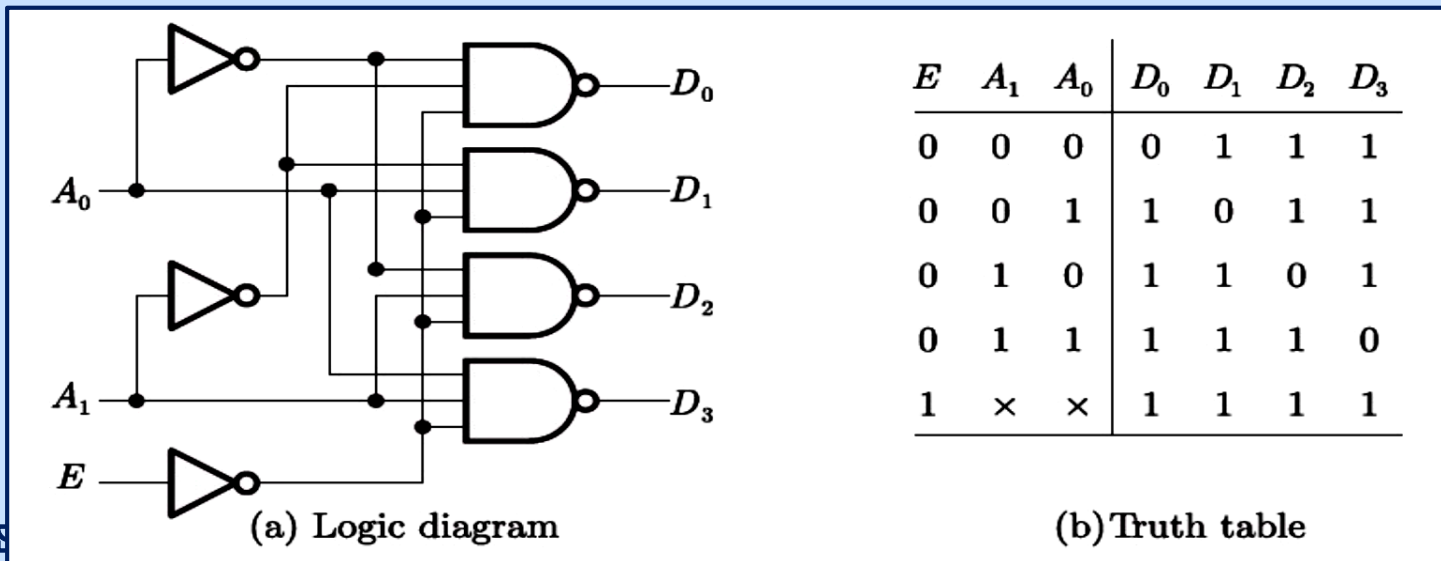 A₀
A₁
E
D₀
D₁
D₂
D₃
(a) Logic diagram
E A₁ A₀ D₀ D₁ D₂ D₃
0 0 0 0 1 1 1
0 0 1 1 0 1 1
0 1 0 1 1 0 1
0 1 1 1 1 1 0
1 × × 1 1 1 1
(b) Truth table